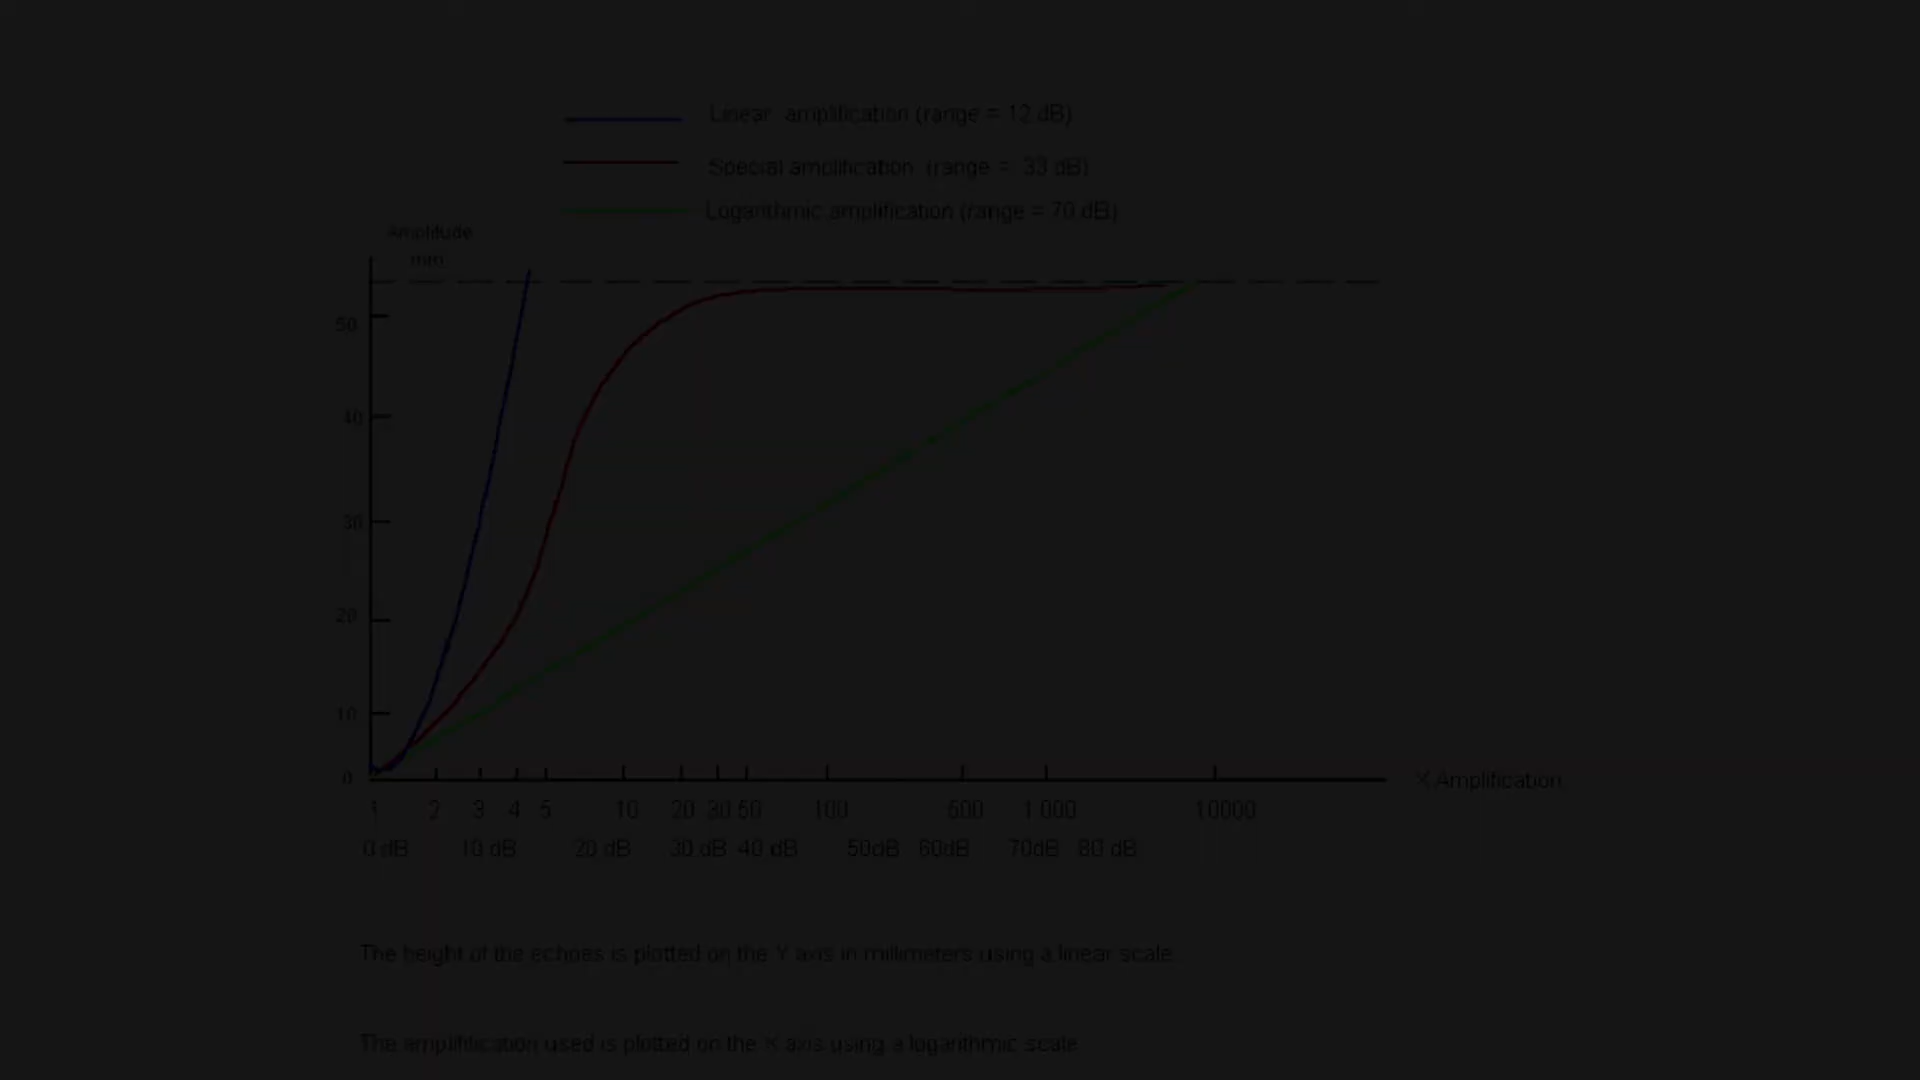 Linear amplification (range = 12 dB)
Special amplification (range = 33 dB)
Logarithmic amplification (range = 70 dB)
Amplitude
mm
50
40
30
20
10
0
X Amplification
1 2 3 4 5 10 20 30 50 100 500 1 000 10000
0 dB 10 dB 20 dB 30 dB 40 dB 50dB 60dB 70dB 80 dB
The height of the echoes is plotted on the Y axis in millimeters using a linear scale.
The amplification used is plotted on the X axis using a logarithmic scale